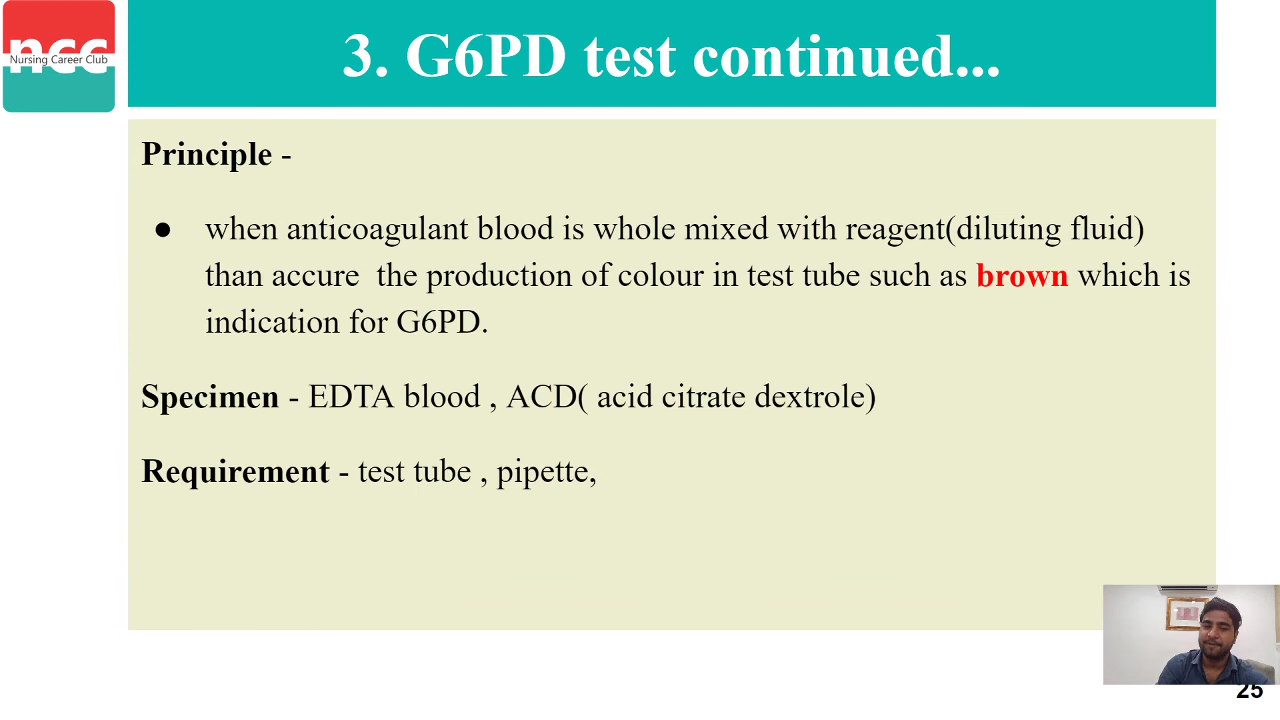 ncc
Nursing Career Club
3. G6PD test continued...
Principle -
● when anticoagulant blood is whole mixed with reagent(diluting fluid)
than accure the production of colour in test tube such as brown which is
indication for G6PD.
Specimen - EDTA blood , ACD( acid citrate dextrole)
Requirement - test tube , pipette,
25